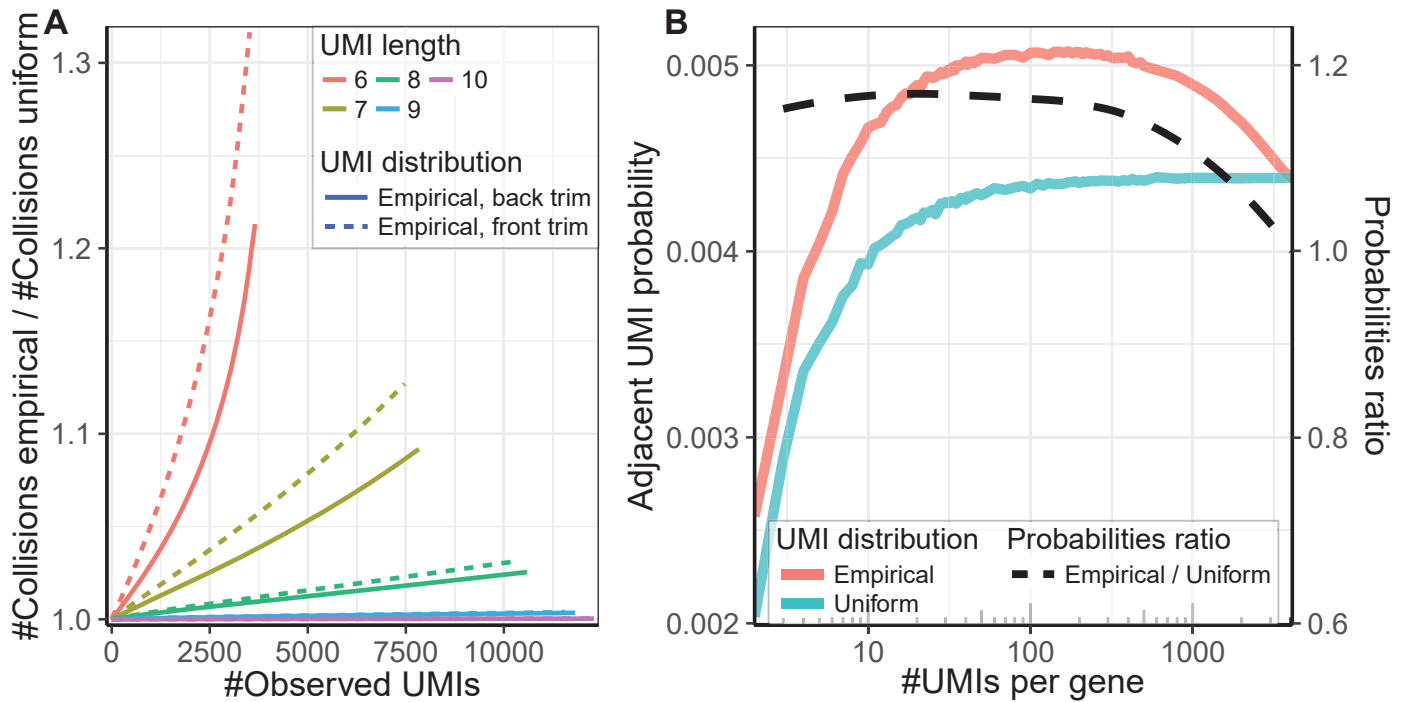 A
#Collisions empirical / #Collisions uniform
1.3
1.2
1.1
1.0
UMI length
6 8 10
7 9
UMI distribution
Empirical, back trim
Empirical, front trim
0 2500 5000 7500 10000
#Observed UMIs
B
Adjacent UMI probability
0.005
0.004
0.003
0.002
UMI distribution
Empirical
Uniform
Probabilities ratio
Empirical / Uniform
1.2
1.0
0.8
0.6
Probabilities ratio
10 100 1000
#UMIs per gene